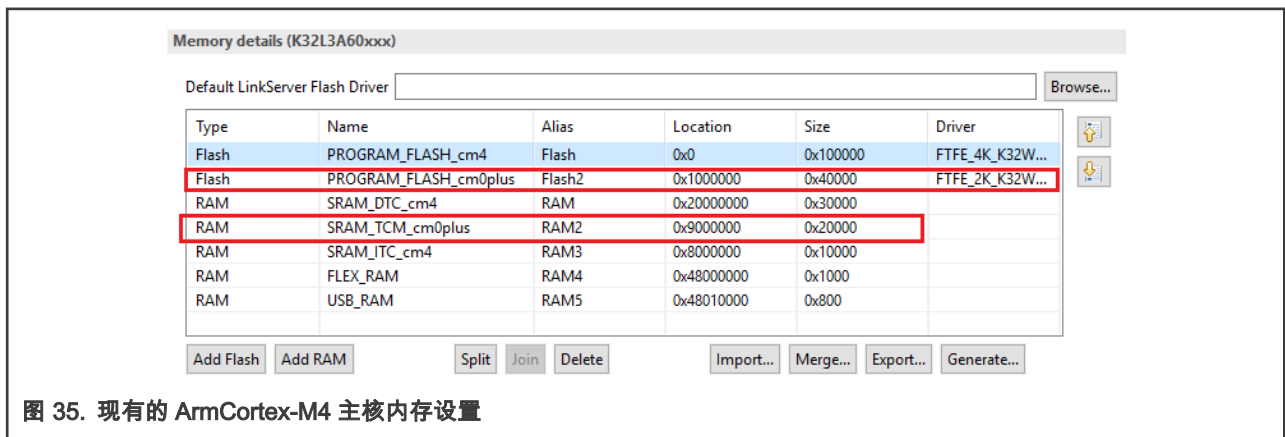 Memory details (K32L3A60xxx)
Default LinkServer Flash Driver Browse...
Type Name Alias Location Size Driver
Flash PROGRAM_FLASH_cm4 Flash 0x0 0x100000 FTFE_4K_K32W...
Flash PROGRAM_FLASH_cm0plus Flash2 0x1000000 0x40000 FTFE_2K_K32W...
RAM SRAM_DTC_cm4 RAM 0x20000000 0x30000
RAM SRAM_TCM_cm0plus RAM2 0x9000000 0x20000
RAM SRAM_ITC_cm4 RAM3 0x8000000 0x10000
RAM FLEX_RAM RAM4 0x48000000 0x1000
RAM USB_RAM RAM5 0x48010000 0x800
Add Flash Add RAM Split Join Delete Import... Merge... Export... Generate...
图 35. 现有的 ArmCortex-M4 主核内存设置